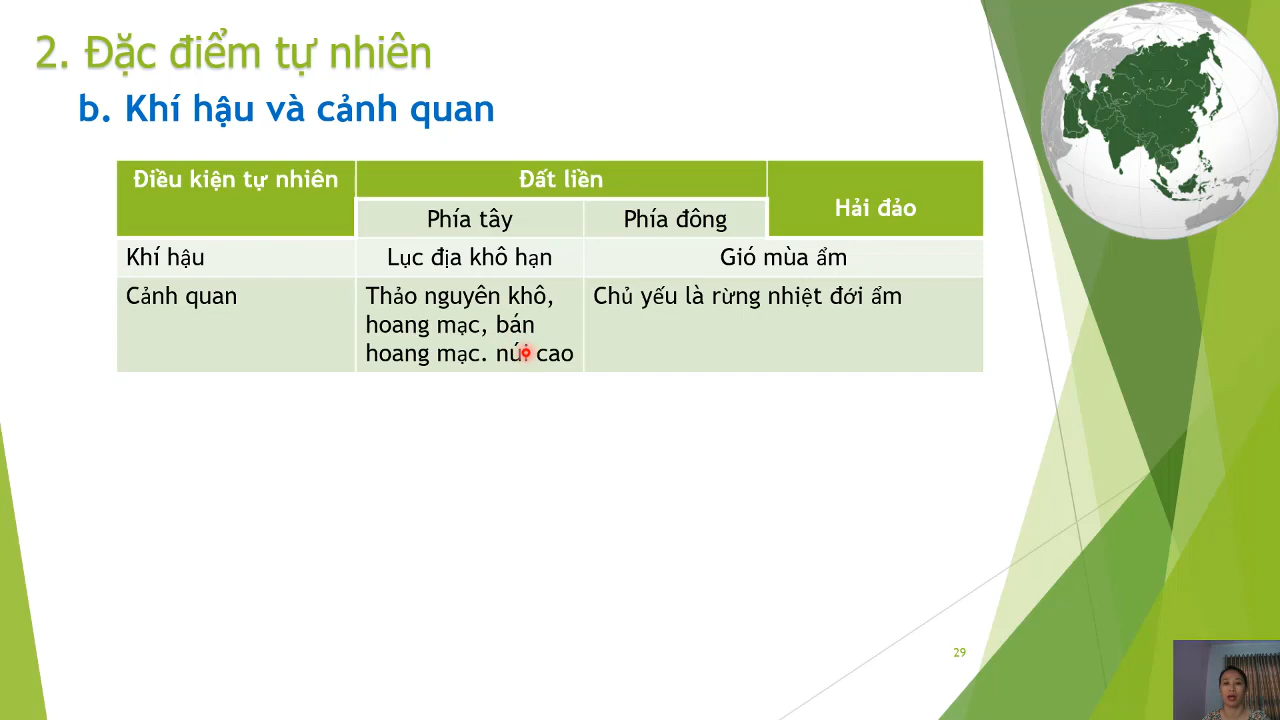 2. Đặc điểm tự nhiên
b. Khí hậu và cảnh quan
Điều kiện tự nhiên
Đất liền
Hải đảo
Phía tây
Phía đông
Khí hậu
Lục địa khô hạn
Gió mùa ẩm
Cảnh quan
Thảo nguyên khô,
hoang mạc, bán
hoang mạc. núi cao
Chủ yếu là rừng nhiệt đới ẩm
29